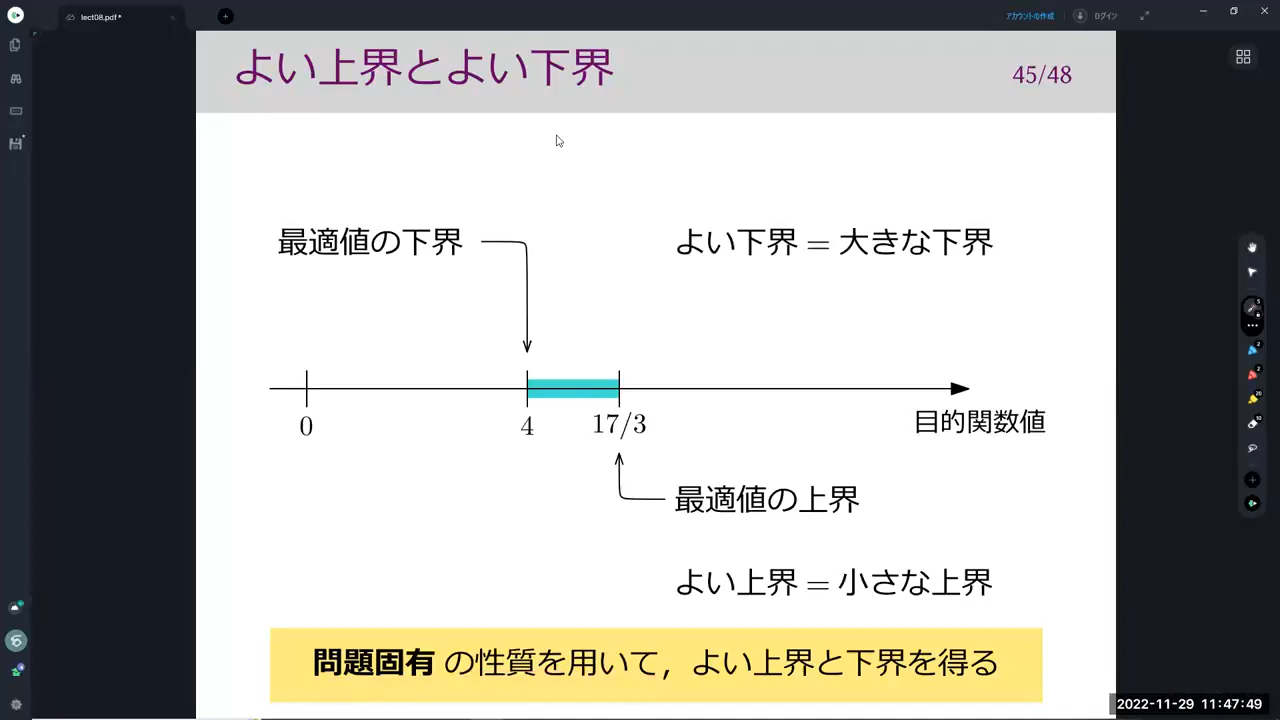 lect08.pdf*
アカウントの作成
ログイン
よい上界とよい下界
45/48
最適値の下界
よい下界 = 大きな下界
0
4
17/3
目的関数値
最適値の上界
よい上界 = 小さな上界
問題固有 の性質を用いて，よい上界と下界を得る
2022-11-29 11:47:49